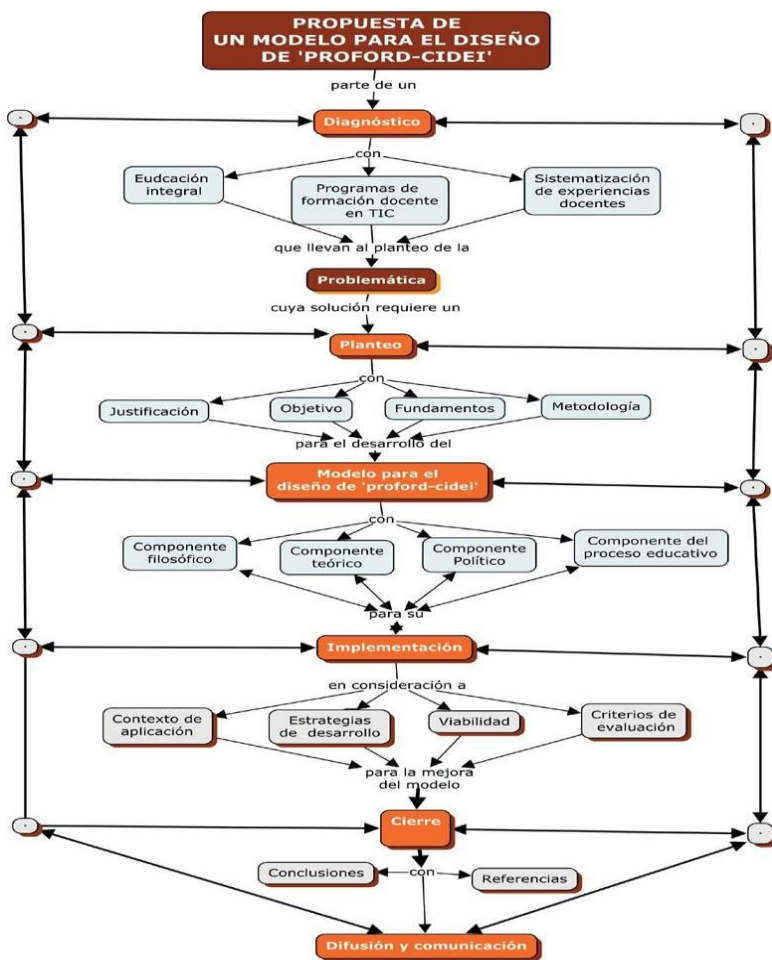 PROPUESTA DE
UN MODELO PARA EL DISEÑO
DE 'PROFORD-CIDEI'
parte de un
Diagnóstico
con
Eudcación
integral
Programas de
formación docente
en TIC
Sistematización
de experiencias
docentes
que llevan al planteo de la
Problemática
cuya solución requiere un
Planteo
con
Justificación
Objetivo
Fundamentos
Metodología
para el desarrollo del
Modelo para el
diseño de 'proford-cidei'
con
Componente
filosófico
Componente
teórico
Componente
Político
Componente del
proceso educativo
para su
Implementación
en consideración a
Contexto de
aplicación
Estrategias
de desarrollo
Viabilidad
Criterios de
evaluación
para la mejora
del modelo
Cierre
Conclusiones
con
Referencias
Difusión y comunicación